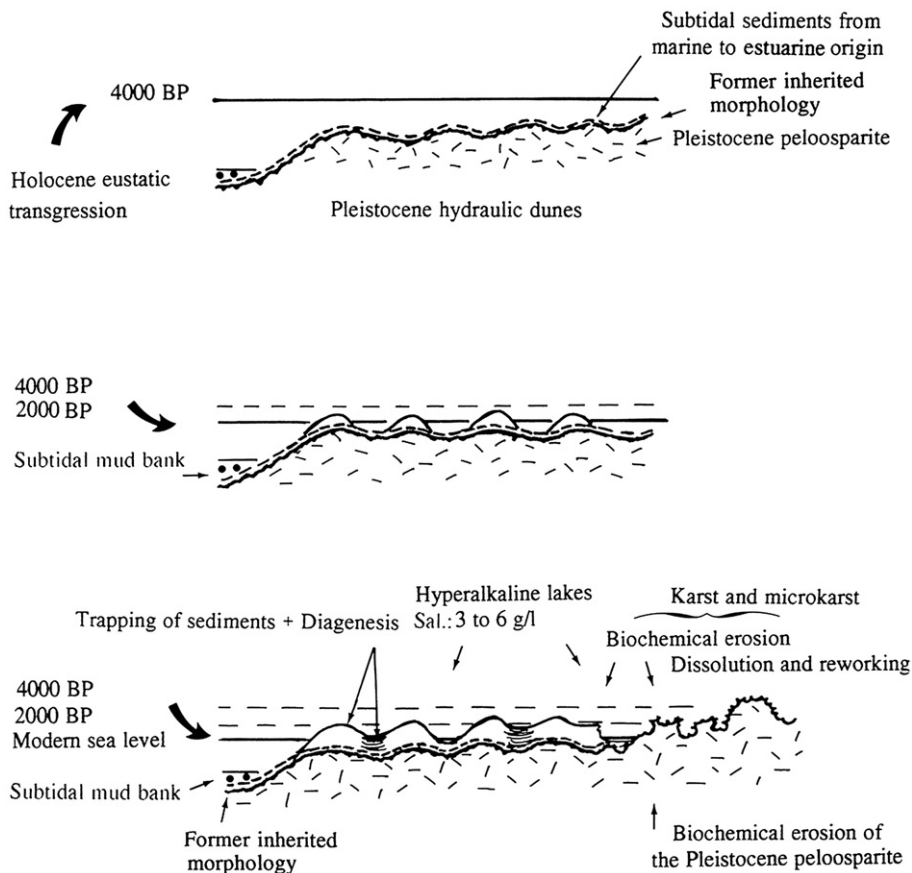 Subtidal sediments from
marine to estuarine origin
4000 BP
Former inherited
morphology
Pleistocene peloosparite
Holocene eustatic
transgression
Pleistocene hydraulic dunes
4000 BP
2000 BP
Subtidal mud bank
Hyperalkaline lakes
Sal.: 3 to 6 g/l
Karst and microkarst
Trapping of sediments + Diagenesis
Biochemical erosion
Dissolution and reworking
4000 BP
2000 BP
Modern sea level
Subtidal mud bank
Former inherited
morphology
Biochemical erosion of
the Pleistocene peloosparite